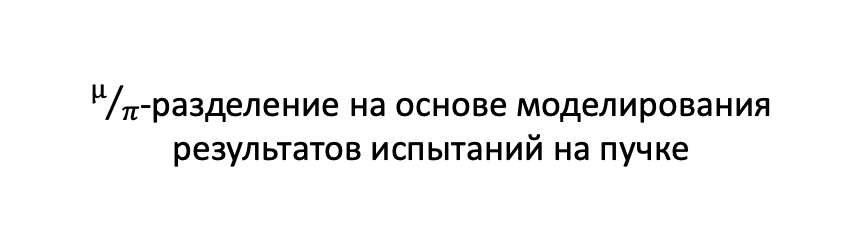 μ/π-разделение на основе моделирования
результатов испытаний на пучке